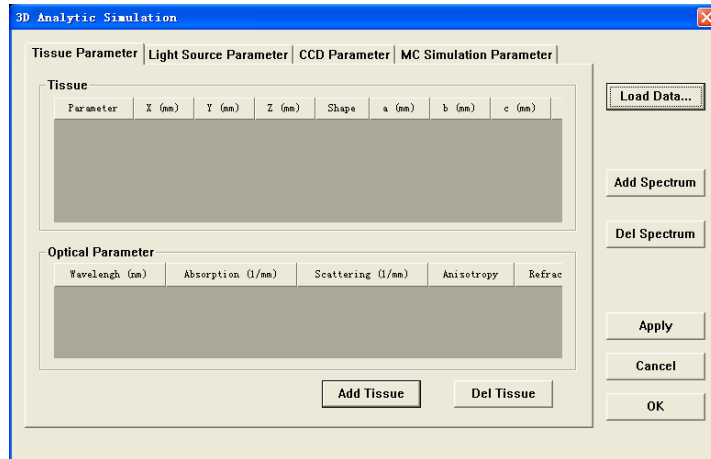 3D Analytic Simulation
Tissue Parameter Light Source Parameter CCD Parameter MC Simulation Parameter
Tissue
Parameter X (mm) Y (mm) Z (mm) Shape a (mm) b (mm) c (mm)
Load Data...
Add Spectrum
Del Spectrum
Optical Parameter
Wavelengh (nm) Absorption (1/mm) Scattering (1/mm) Anisotropy Refrac
Apply
Cancel
Add Tissue Del Tissue
OK